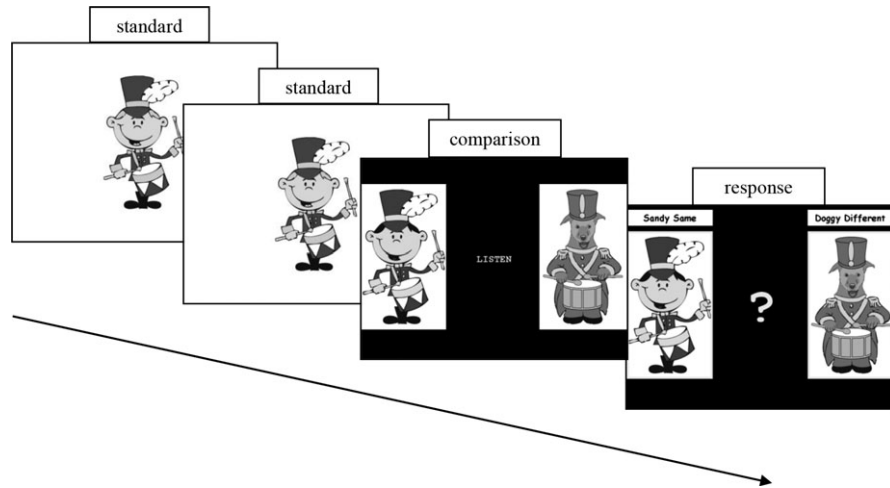 standard
standard
comparison
LISTEN
response
Sandy Same
Doggy Different
?